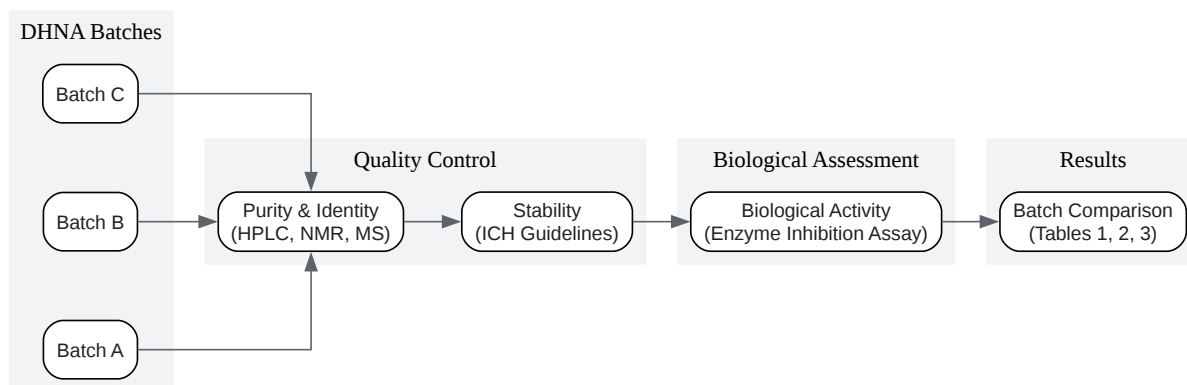 DHNA Batches
Batch C
Quality Control
Biological Assessment
Results
Batch B
Purity & Identity
(HPLC, NMR, MS)
Stability
(ICH Guidelines)
Biological Activity
(Enzyme Inhibition Assay)
Batch Comparison
(Tables 1, 2, 3)
Batch A